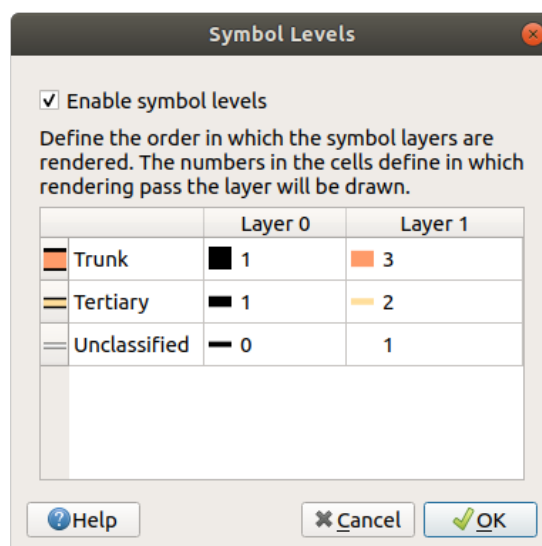 Symbol Levels
Enable symbol levels
Define the order in which the symbol layers are
rendered. The numbers in the cells define in which
rendering pass the layer will be drawn.
Layer 0 Layer 1
Trunk 1 3
Tertiary 1 2
Unclassified 0 1
Help Cancel OK